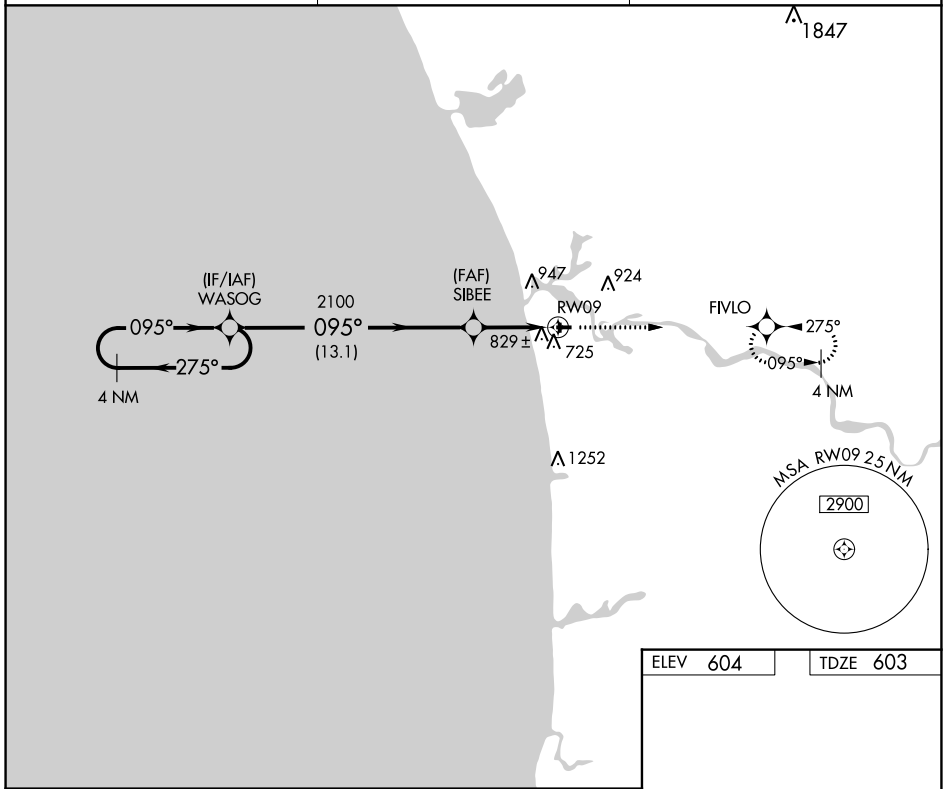 1847
(IF/IAF)
WASOG
2100
095°
(13.1)
095°
275°
4 NM
(FAF)
SIBEE
947
924
RW09
829 ±
725
FIVLO
275°
095°
4 NM
1252
MSA RW09 25 NM
2900
ELEV 604
TDZE 603